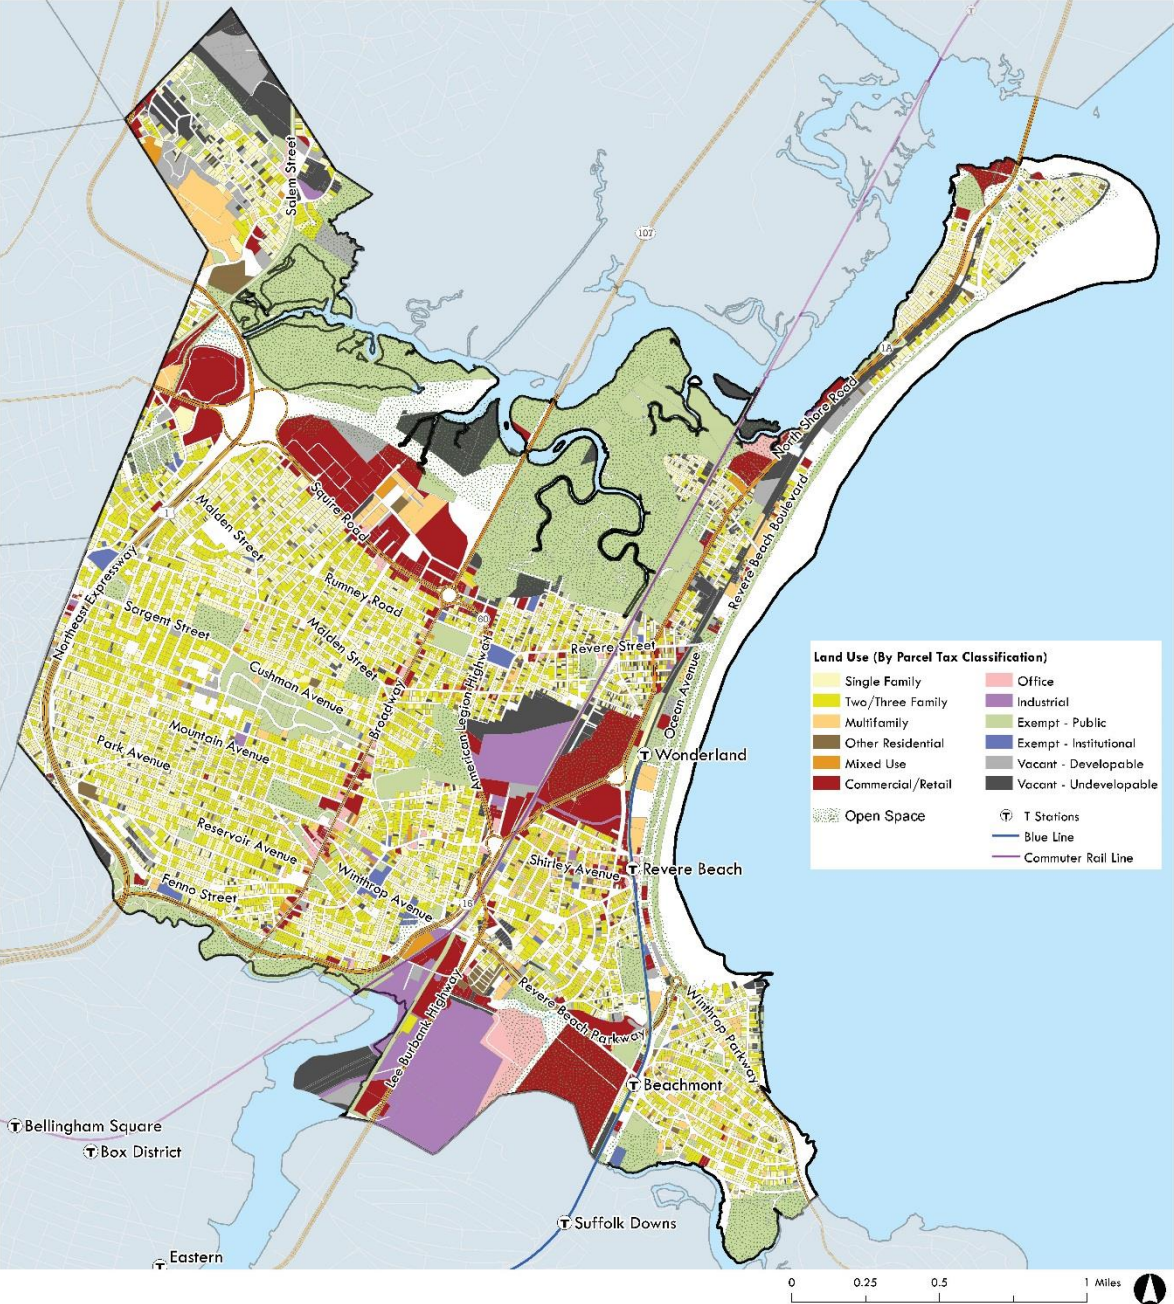 T
107
Salem Street
1A
North Shore Road
Squire Road
Malden Street
1
Revere Beach Boulevard
Northeast Expressway
Rumney Road
Sargent Street
Malden Street
60
Revere Street
American Legion Highway
Cushman Avenue
Broadway
Ocean Avenue
Mountain Avenue
Park Avenue
T Wonderland
Land Use (By Parcel Tax Classification)
Single Family
Two/Three Family
Multifamily
Other Residential
Mixed Use
Commercial/Retail
Open Space
Office
Industrial
Exempt - Public
Exempt - Institutional
Vacant - Developable
Vacant - Undevelopable
T T Stations
Blue Line
Commuter Rail Line
Reservoir Avenue
Shirley Avenue
T Revere Beach
Winthrop Avenue
Fenno Street
16
Revere Beach Parkway
Winthrop Parkway
Lee Burbank Highway
T Beachmont
T Bellingham Square
T Box District
T Suffolk Downs
T Eastern
0 0.25 0.5 1 Miles